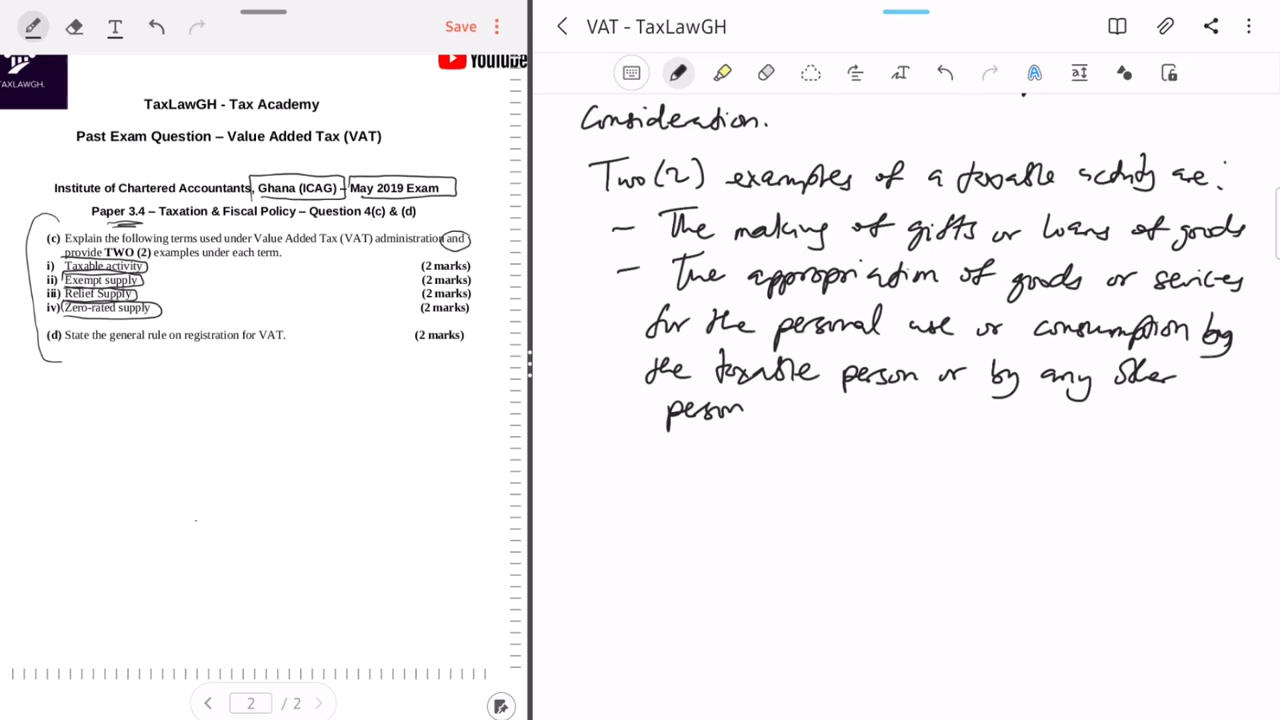 Save
TAXLAWGH.
YouTube
TaxLawGH - Tax Academy
Past Exam Question – Value Added Tax (VAT)
Institute of Chartered Accountants, Ghana (ICAG) – May 2019 Exam
Paper 3.4 – Taxation & Fiscal Policy – Question 4(c) & (d)
(c) Explain the following terms used under Value Added Tax (VAT) administration and
provide TWO (2) examples under each term.
i) Taxable activity (2 marks)
ii) Exempt supply (2 marks)
iii) Relief Supply (2 marks)
iv) Zero-rated supply (2 marks)
(d) State the general rule on registration for VAT. (2 marks)
2 / 2
VAT - TaxLawGH
Consideration.
Two (2) examples of a taxable activity are:
- The making of gifts or loans of goods
- The appropriation of goods or services
for the personal use or consumption by
the taxable person or by any other
person